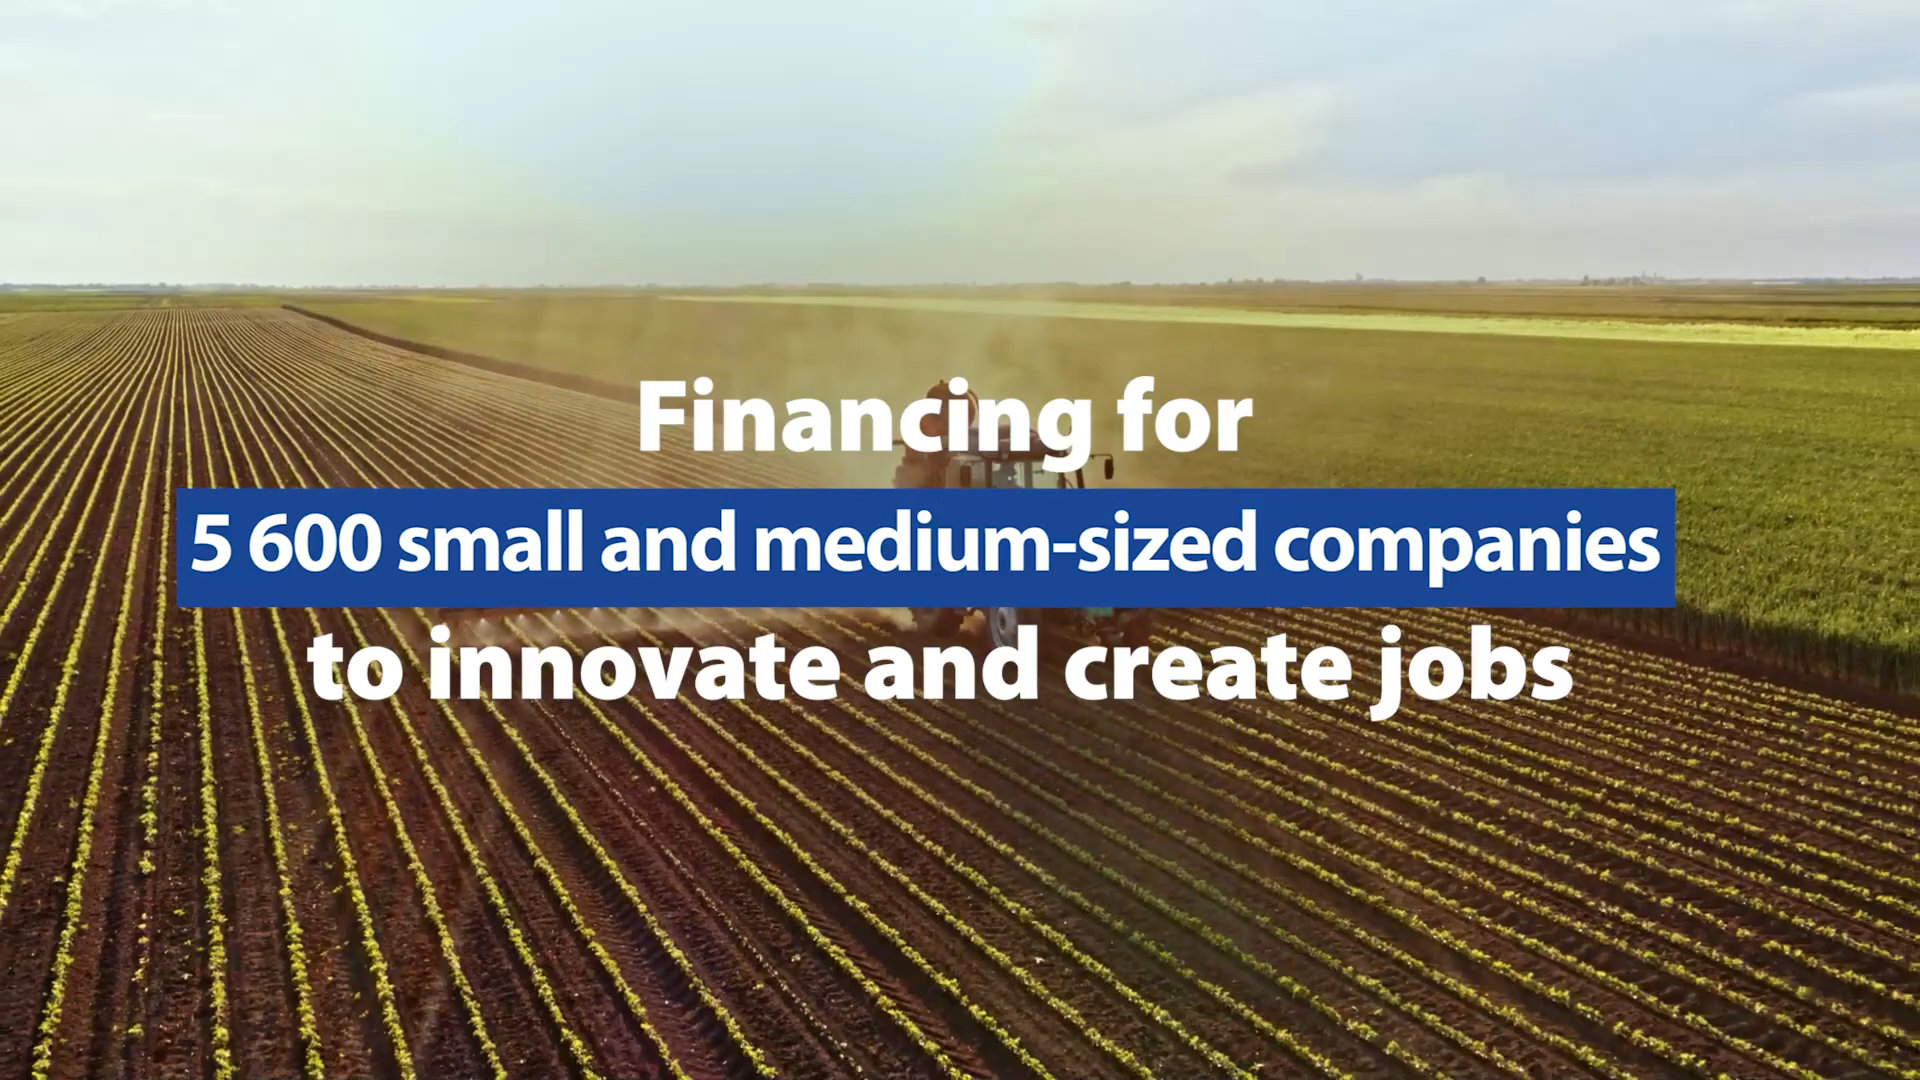 Financing for
5 600 small and medium-sized companies
to innovate and create jobs